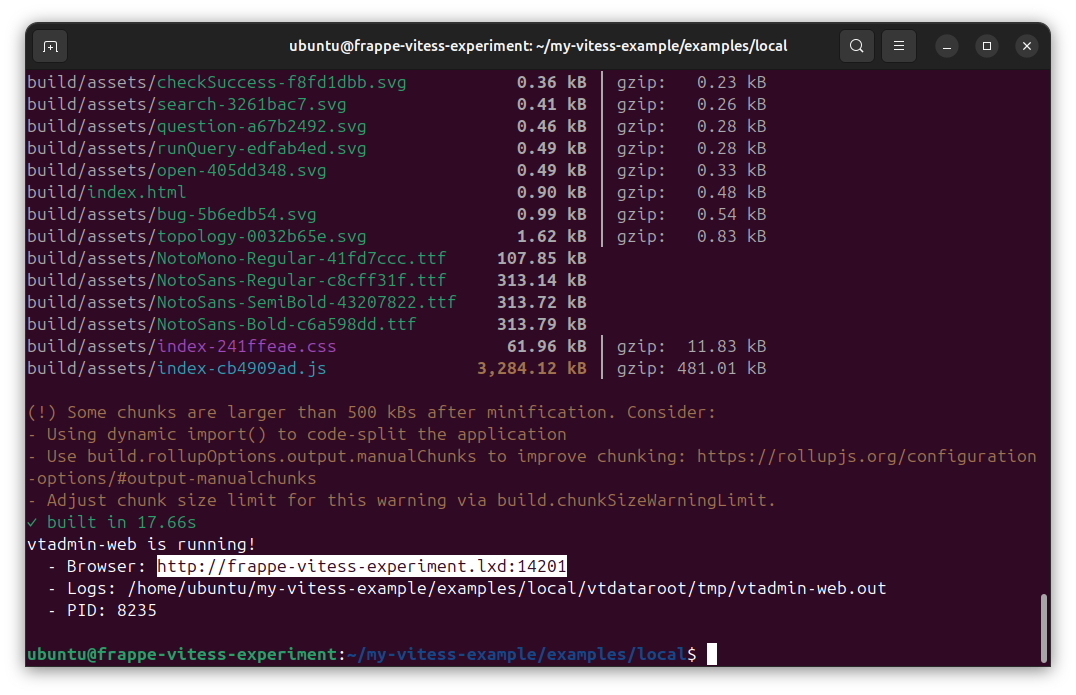 ubuntu@frappe-vitess-experiment: ~/my-vitess-example/examples/local
build/assets/checkSuccess-f8fd1dbb.svg 0.36 kB │ gzip: 0.23 kB
build/assets/search-3261bac7.svg 0.41 kB │ gzip: 0.26 kB
build/assets/question-a67b2492.svg 0.46 kB │ gzip: 0.28 kB
build/assets/runQuery-edfab4ed.svg 0.49 kB │ gzip: 0.28 kB
build/assets/open-405dd348.svg 0.49 kB │ gzip: 0.33 kB
build/index.html 0.90 kB │ gzip: 0.48 kB
build/assets/bug-5b6edb54.svg 0.99 kB │ gzip: 0.54 kB
build/assets/topology-0032b65e.svg 1.62 kB │ gzip: 0.83 kB
build/assets/NotoMono-Regular-41fd7ccc.ttf 107.85 kB
build/assets/NotoSans-Regular-c8cff31f.ttf 313.14 kB
build/assets/NotoSans-SemiBold-43207822.ttf 313.72 kB
build/assets/NotoSans-Bold-c6a598dd.ttf 313.79 kB
build/assets/index-241ffeae.css 61.96 kB │ gzip: 11.83 kB
build/assets/index-cb4909ad.js 3,284.12 kB │ gzip: 481.01 kB
(!) Some chunks are larger than 500 kBs after minification. Consider:
- Using dynamic import() to code-split the application
- Use build.rollupOptions.output.manualChunks to improve chunking: https://rollupjs.org/configuration
-options/#output-manualchunks
- Adjust chunk size limit for this warning via build.chunkSizeWarningLimit.
✓ built in 17.66s
vtadmin-web is running!
- Browser: http://frappe-vitess-experiment.lxd:14201
- Logs: /home/ubuntu/my-vitess-example/examples/local/vtdataroot/tmp/vtadmin-web.out
- PID: 8235
ubuntu@frappe-vitess-experiment:~/my-vitess-example/examples/local$